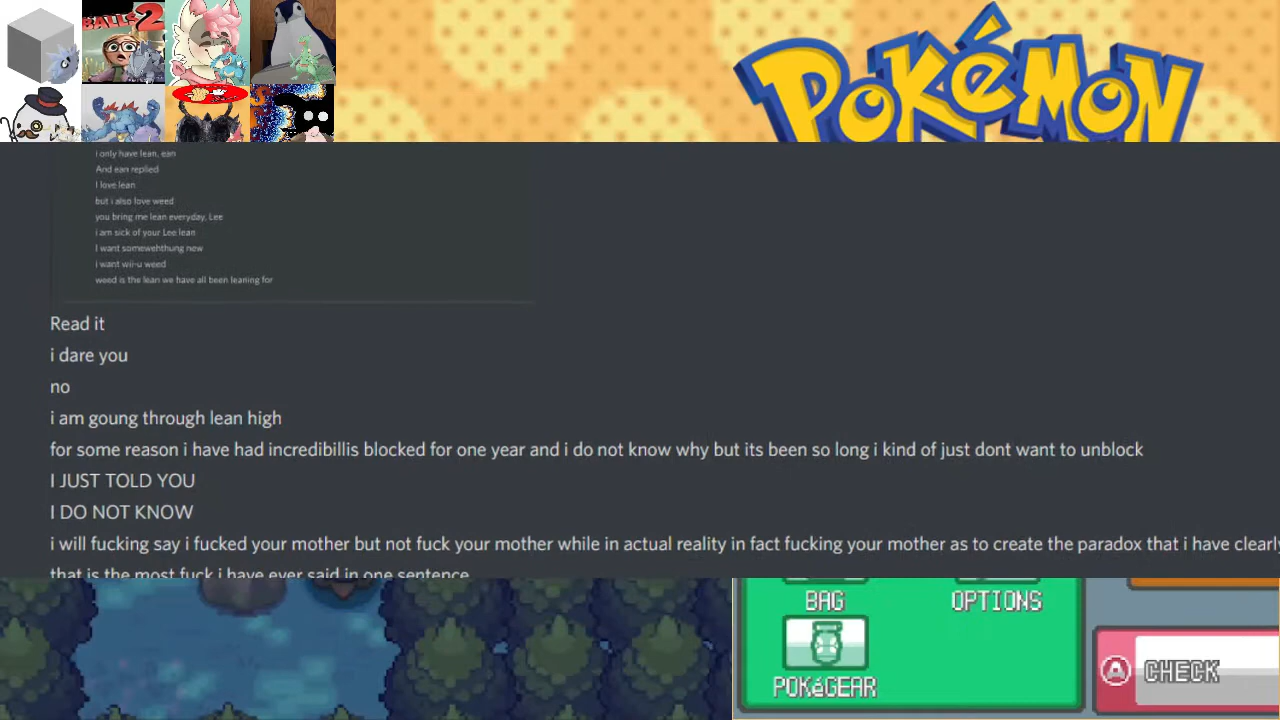 BALLS 2
POKéMON
i only have lean, ean
And ean replied
I love lean
but i also love weed
you bring me lean everyday, Lee
i am sick of your Lee lean
I want somewehthung new
i want wii-u weed
weed is the lean we have all been leaning for
Read it
i dare you
no
i am goung through lean high
for some reason i have had incredibillis blocked for one year and i do not know why but its been so long i kind of just dont want to unblock
I JUST TOLD YOU
I DO NOT KNOW
i will fucking say i fucked your mother but not fuck your mother while in actual reality in fact fucking your mother as to create the paradox that i have clearly
that is the most fuck i have ever said in one sentence
BAG
OPTIONS
POKéGEAR
A CHECK